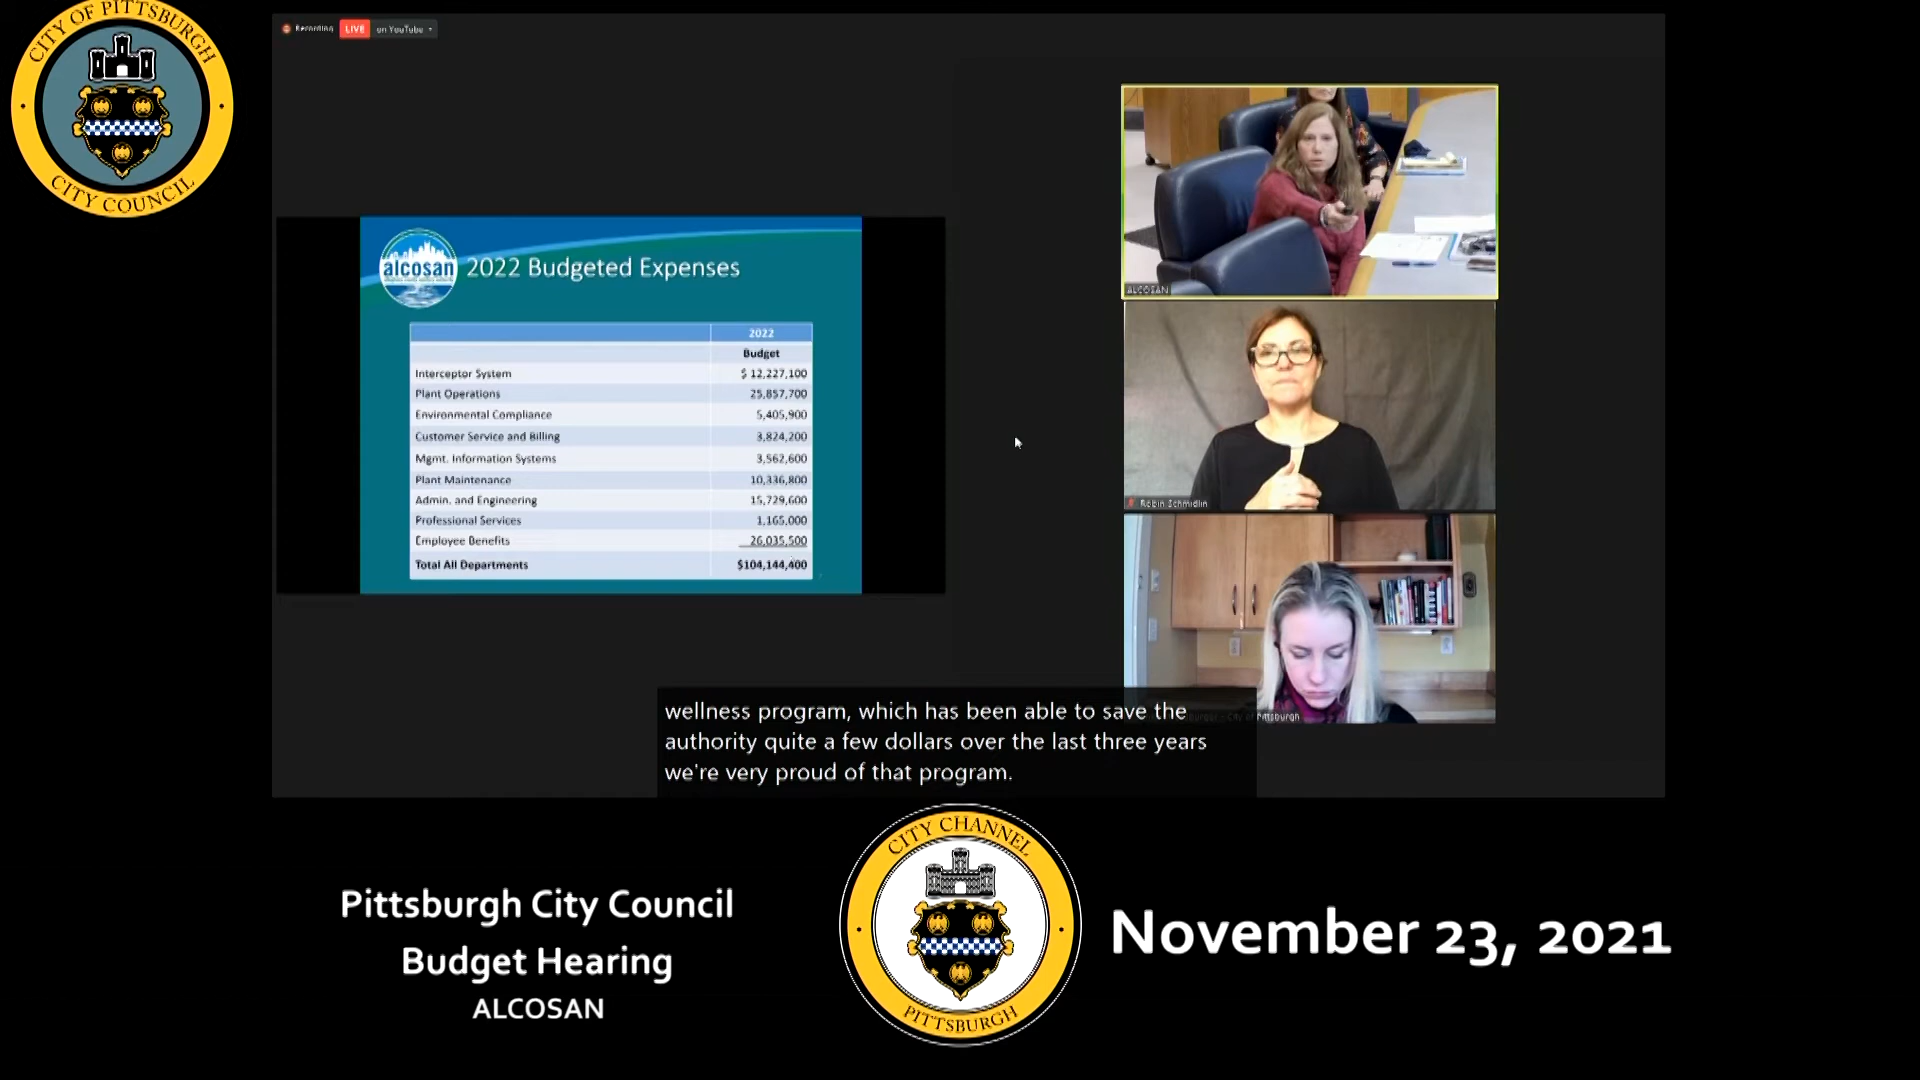 CITY OF PITTSBURGH
CITY COUNCIL
Recording LIVE on YouTube
alcosan
2022 Budgeted Expenses
2022
Budget
Interceptor System $ 12,227,100
Plant Operations 25,857,700
Environmental Compliance 5,405,900
Customer Service and Billing 3,824,200
Mgmt. Information Systems 3,562,600
Plant Maintenance 10,336,800
Admin. and Engineering 15,729,600
Professional Services 1,165,000
Employee Benefits 26,035,500
Total All Departments $104,144,400
7
ALCOSAN
Robin Schmidlin
City of Pittsburgh
wellness program, which has been able to save the
authority quite a few dollars over the last three years
we're very proud of that program.
Pittsburgh City Council
Budget Hearing
ALCOSAN
CITY CHANNEL
PITTSBURGH
November 23, 2021